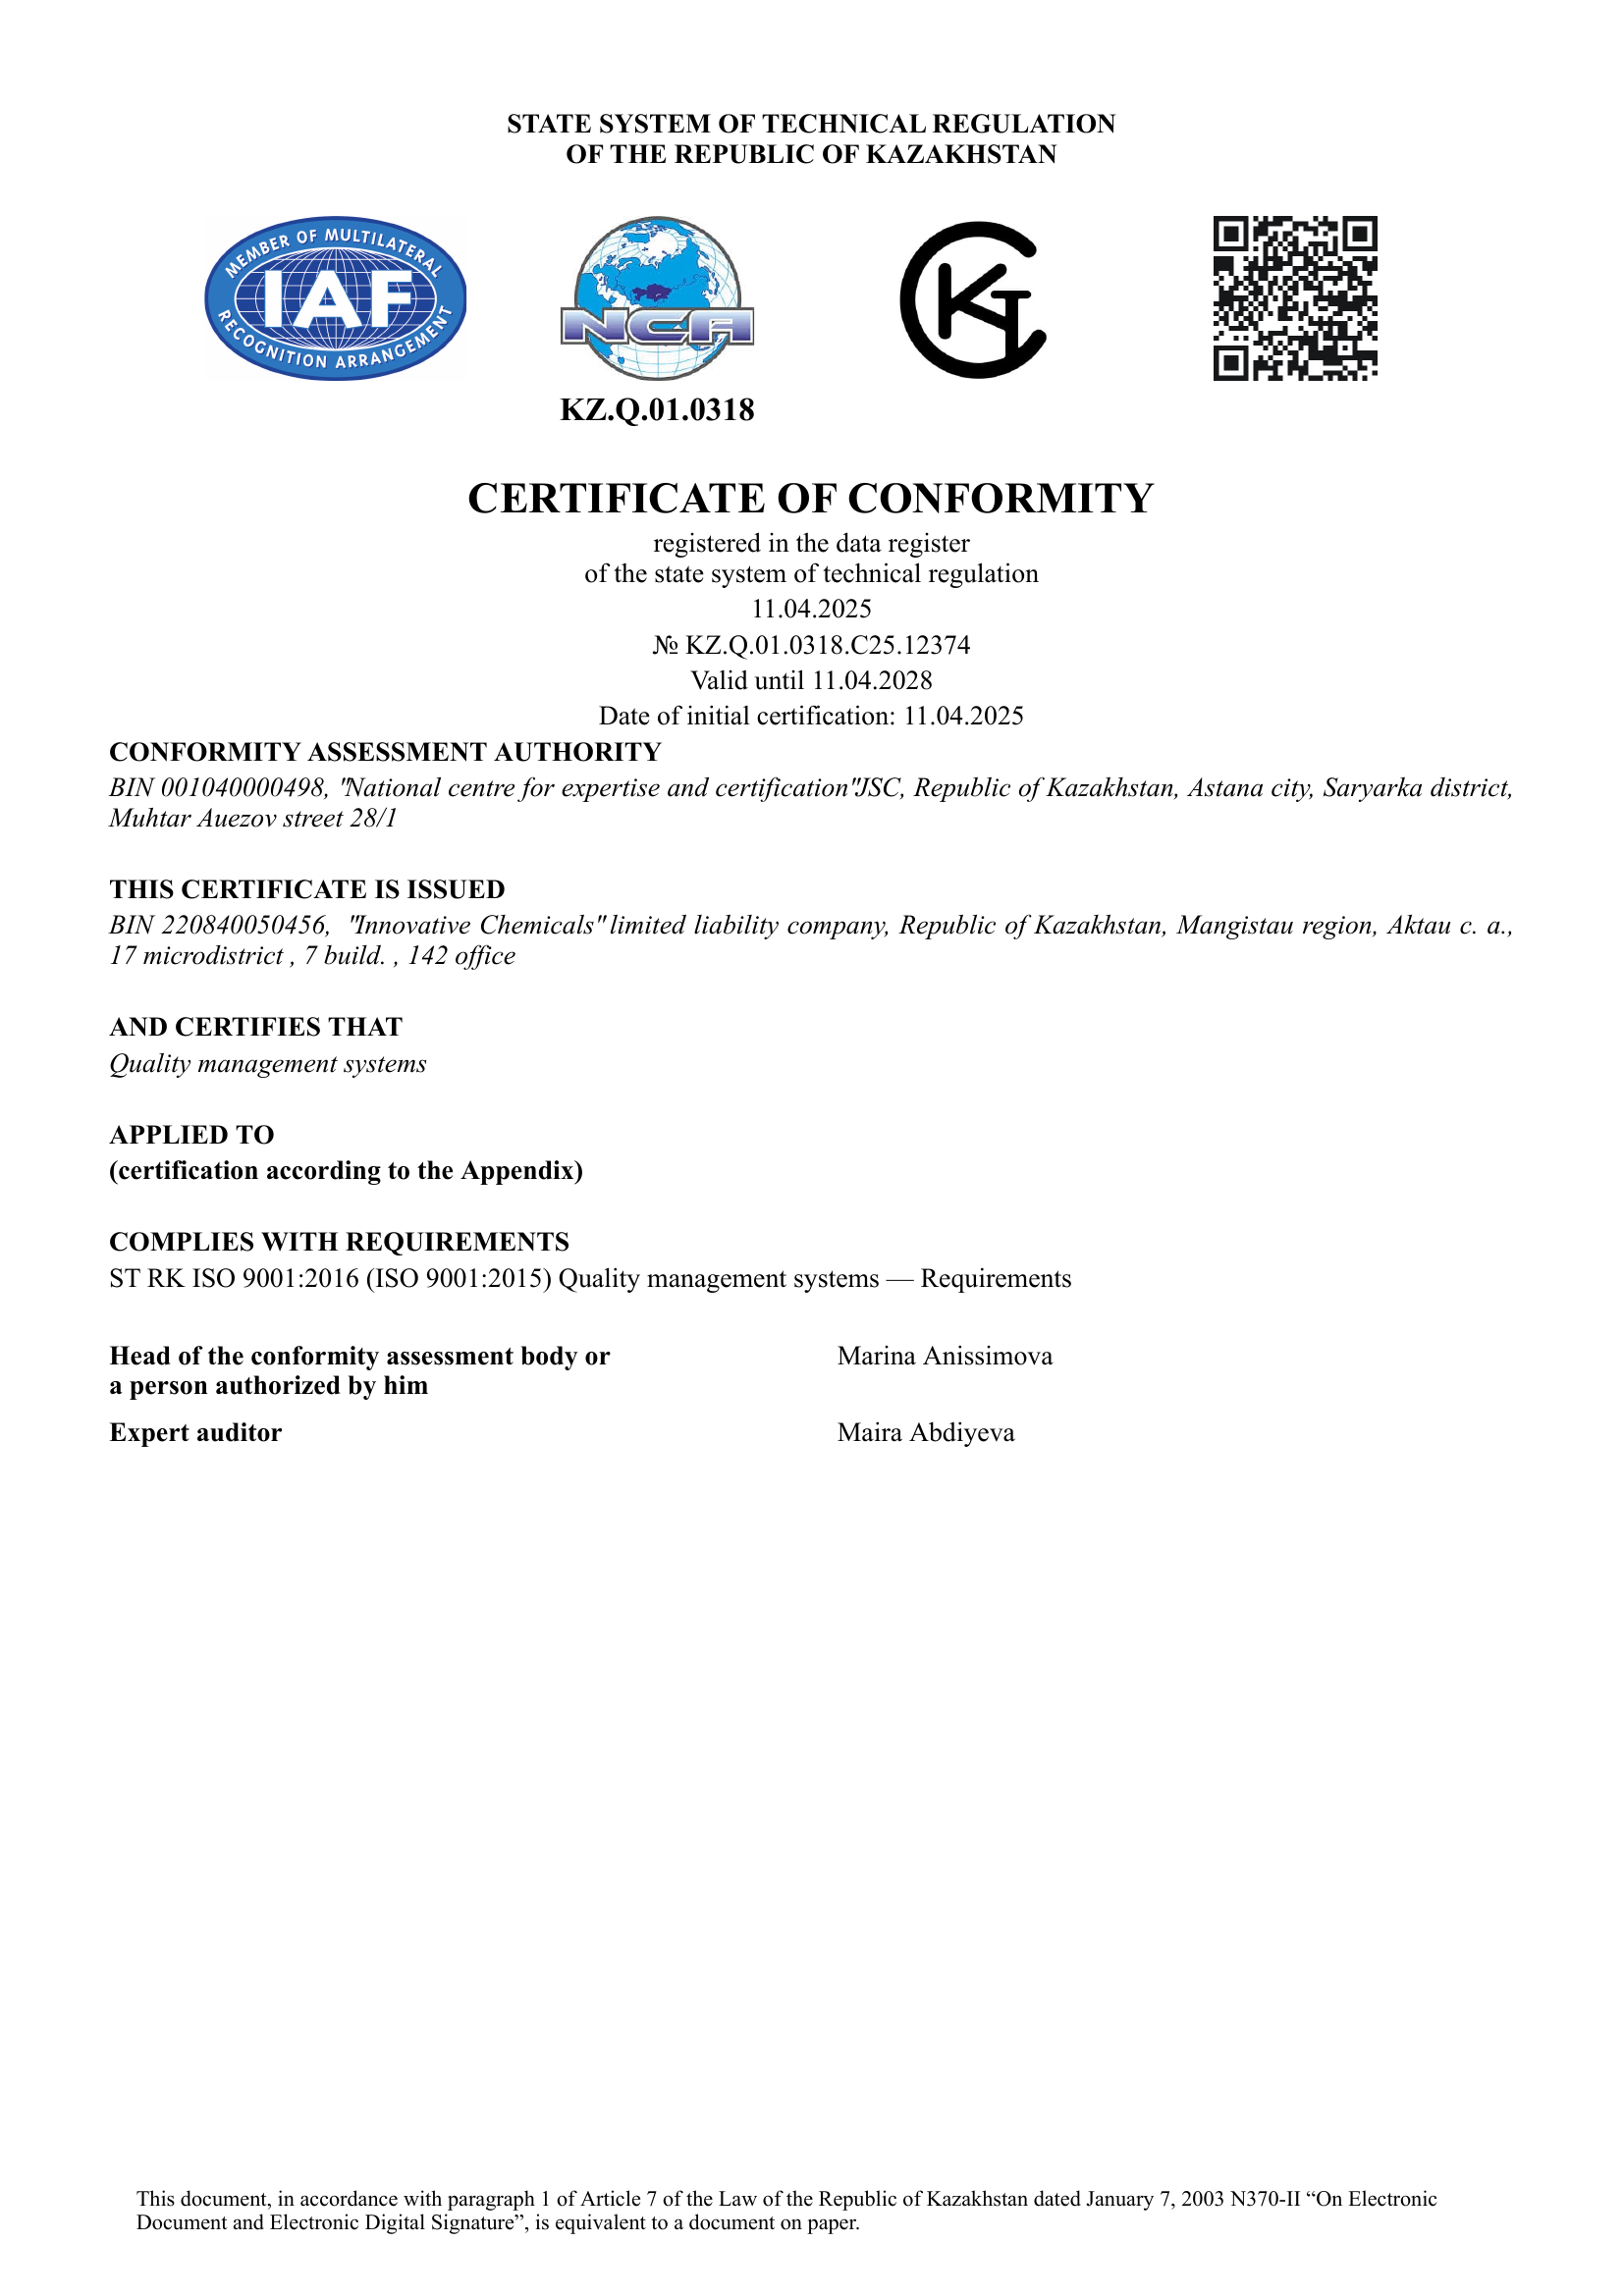 STATE SYSTEM OF TECHNICAL REGULATION
OF THE REPUBLIC OF KAZAKHSTAN
MEMBER OF MULTILATERAL
IAF
RECOGNITION ARRANGEMENT
NCA
KZ.Q.01.0318
CERTIFICATE OF CONFORMITY
registered in the data register
of the state system of technical regulation
11.04.2025
№ KZ.Q.01.0318.C25.12374
Valid until 11.04.2028
Date of initial certification: 11.04.2025
CONFORMITY ASSESSMENT AUTHORITY
BIN 001040000498, "National centre for expertise and certification"JSC, Republic of Kazakhstan, Astana city, Saryarka district,
Muhtar Auezov street 28/1
THIS CERTIFICATE IS ISSUED
BIN 220840050456, "Innovative Chemicals" limited liability company, Republic of Kazakhstan, Mangistau region, Aktau c. a.,
17 microdistrict , 7 build. , 142 office
AND CERTIFIES THAT
Quality management systems
APPLIED TO
(certification according to the Appendix)
COMPLIES WITH REQUIREMENTS
ST RK ISO 9001:2016 (ISO 9001:2015) Quality management systems — Requirements
Head of the conformity assessment body or
a person authorized by him
Marina Anissimova
Expert auditor
Maira Abdiyeva
This document, in accordance with paragraph 1 of Article 7 of the Law of the Republic of Kazakhstan dated January 7, 2003 N370-II “On Electronic
Document and Electronic Digital Signature”, is equivalent to a document on paper.